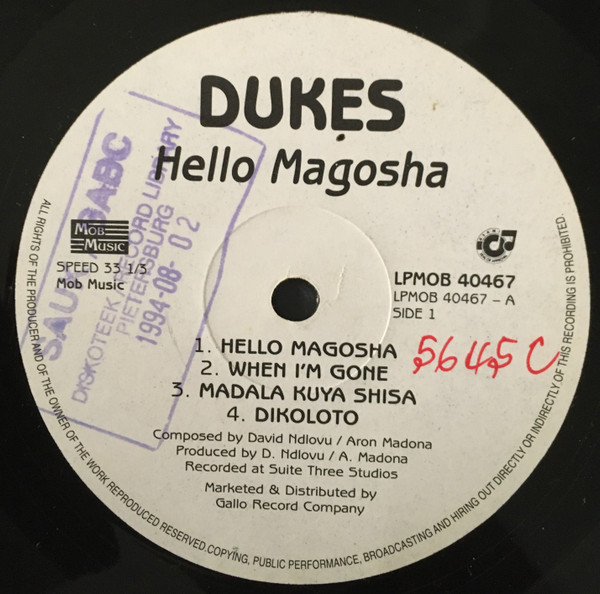 DUKES
Hello Magosha
SAUK / SABC
DISKOTEEK / RECORD LIBRARY
PIETERSBURG
1994-08-02
MOB
MUSIC
SPEED 33 1/3
Mob Music
LPMOB 40467
LPMOB 40467 – A
SIDE 1
1. HELLO MAGOSHA
2. WHEN I'M GONE
3. MADALA KUYA SHISA
4. DIKOLOTO
5645C
Composed by David Ndlovu / Aron Madona
Produced by D. Ndlovu / A. Madona
Recorded at Suite Three Studios
Marketed & Distributed by
Gallo Record Company
ALL RIGHTS OF THE PRODUCER AND OF THE OWNER OF THE WORK REPRODUCED RESERVED.COPYING, PUBLIC PERFORMANCE, BROADCASTING AND HIRING OUT DIRECTLY OR INDIRECTLY OF THIS RECORDING IS PROHIBITED.